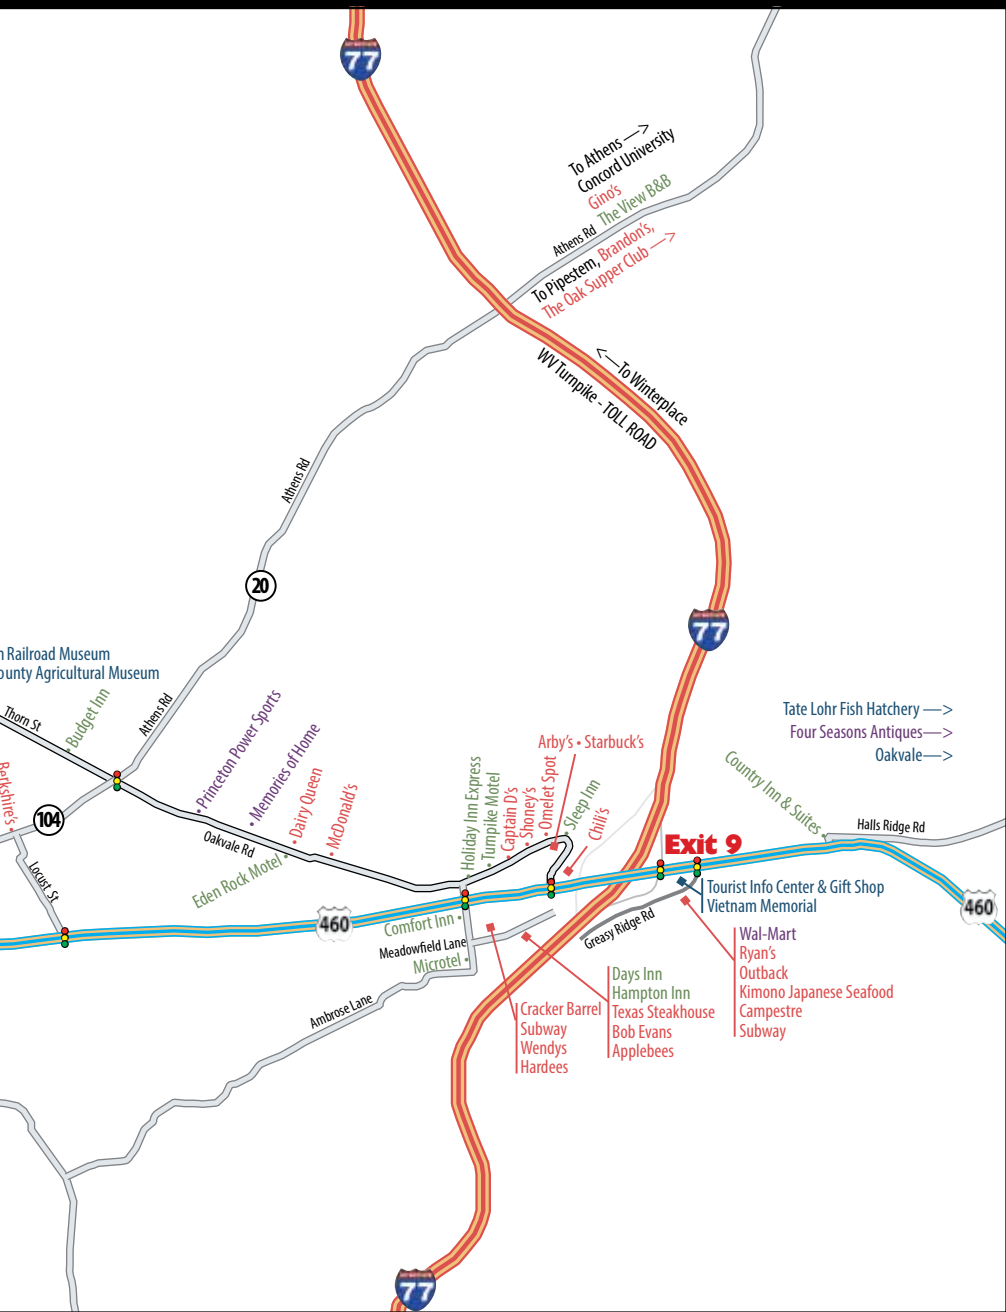 77
To Athens —>
Concord University
Gino's
The View B&B
Athens Rd
To Pipestem, Brandon's,
The Oak Supper Club —>
<—To Winterplace
WV Turnpike - TOLL ROAD
Athens Rd
20
77
n Railroad Museum
ounty Agricultural Museum
Thorn St
Budget Inn
Athens Rd
Princeton Power Sports
Memories of Home
Dairy Queen
McDonald's
Berkshire's
104
Oakvale Rd
Eden Rock Motel
Locust St
Holiday Inn Express
Turnpike Motel
Captain D's
Shoney's
Omelet Spot
Arby's • Starbuck's
Sleep Inn
Chili's
Tate Lohr Fish Hatchery —>
Four Seasons Antiques—>
Oakvale—>
Country Inn & Suites
Halls Ridge Rd
Exit 9
Tourist Info Center & Gift Shop
Vietnam Memorial
460
460
Comfort Inn
Meadowfield Lane
Microtel
Greasy Ridge Rd
Wal-Mart
Ryan's
Outback
Kimono Japanese Seafood
Campestre
Subway
Days Inn
Hampton Inn
Texas Steakhouse
Bob Evans
Applebees
Cracker Barrel
Subway
Wendys
Hardees
Ambrose Lane
77